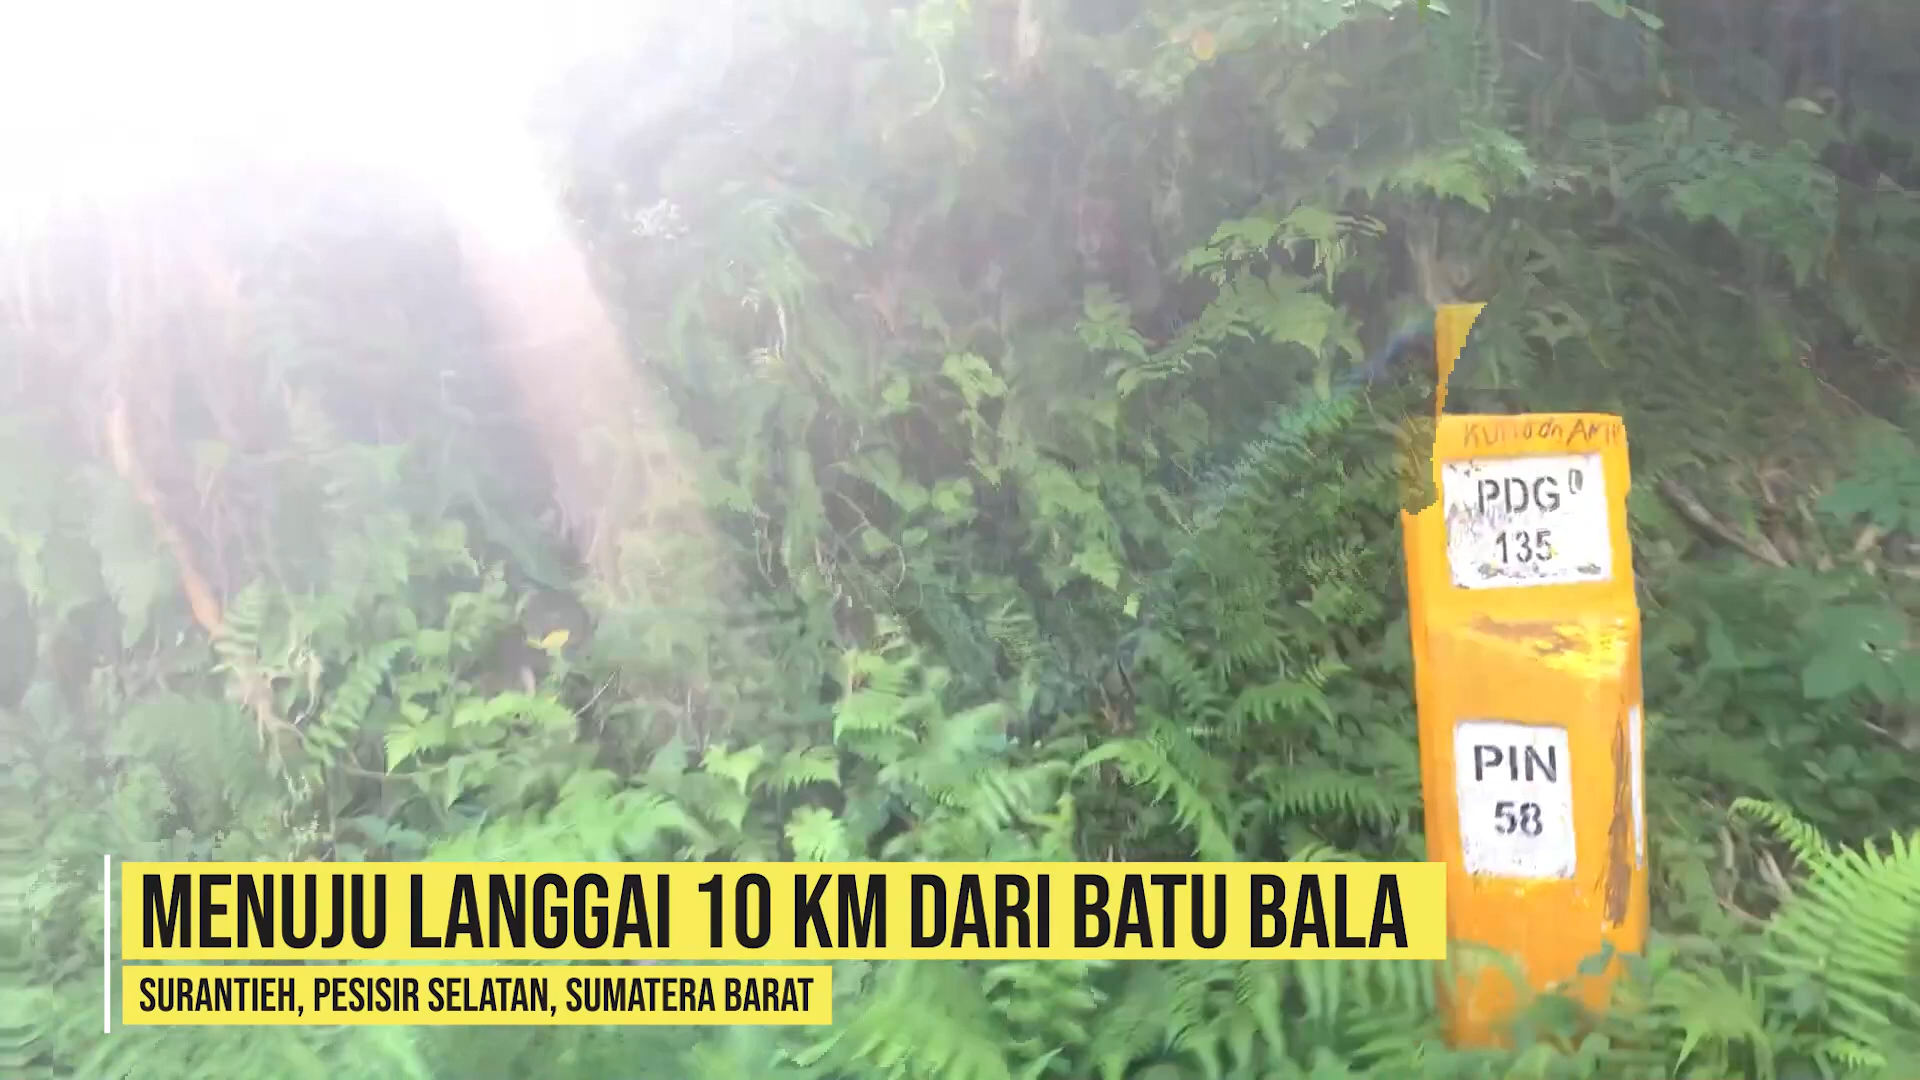 PDG
135
PIN
58
MENUJU LANGGAI 10 KM DARI BATU BALA
SURANTIEH, PESISIR SELATAN, SUMATERA BARAT